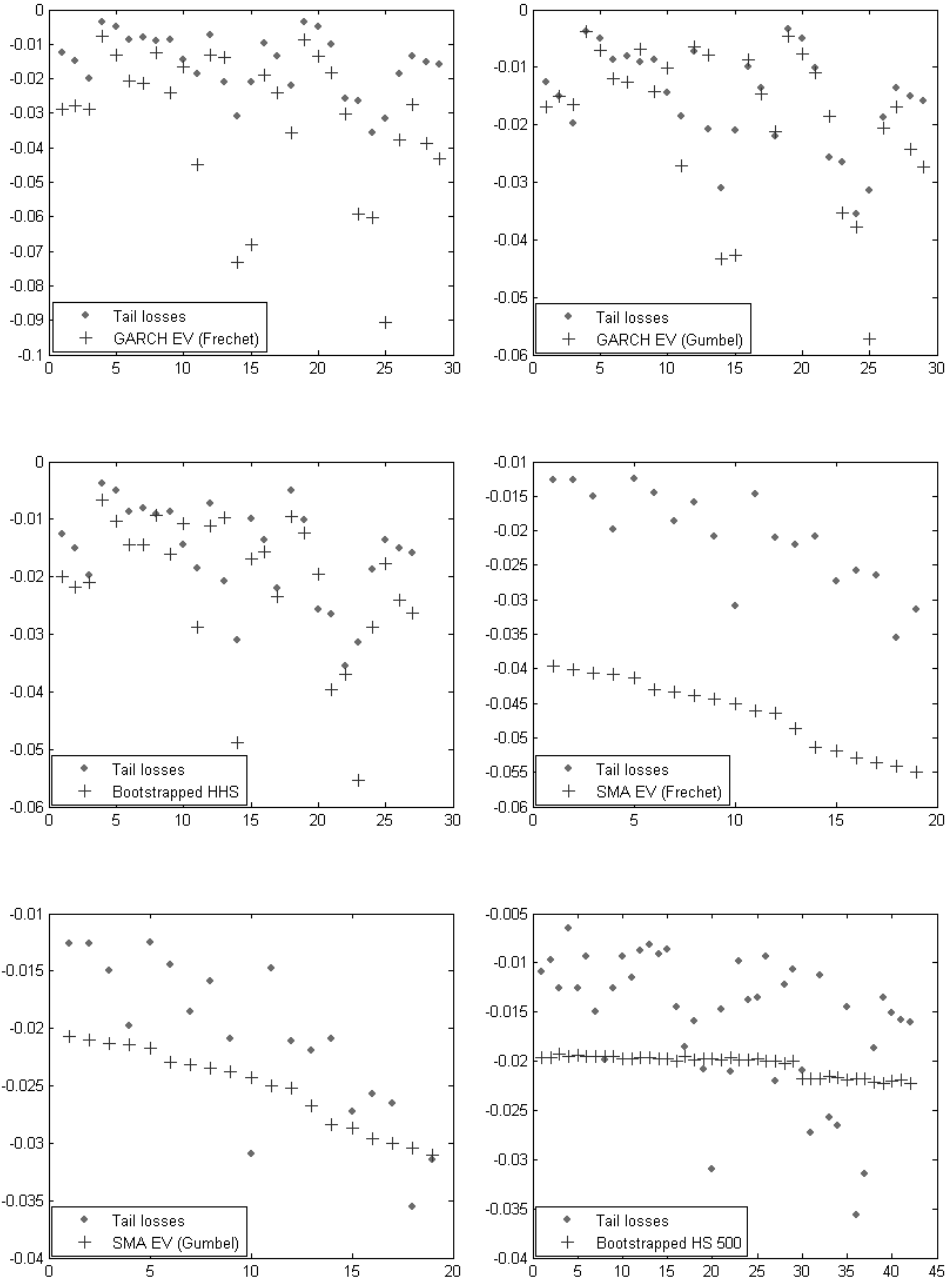 0
-0.01
-0.02
-0.03
-0.04
-0.05
-0.06
-0.07
-0.08
-0.09
-0.1
Tail losses
GARCH EV (Frechet)
0 5 10 15 20 25 30
0
-0.01
-0.02
-0.03
-0.04
-0.05
-0.06
Tail losses
GARCH EV (Gumbel)
0 5 10 15 20 25 30
0
-0.01
-0.02
-0.03
-0.04
-0.05
-0.06
Tail losses
Bootstrapped HHS
0 5 10 15 20 25 30
-0.01
-0.015
-0.02
-0.025
-0.03
-0.035
-0.04
-0.045
-0.05
-0.055
-0.06
Tail losses
SMA EV (Frechet)
0 5 10 15 20
-0.01
-0.015
-0.02
-0.025
-0.03
-0.035
-0.04
Tail losses
SMA EV (Gumbel)
0 5 10 15 20
-0.005
-0.01
-0.015
-0.02
-0.025
-0.03
-0.035
-0.04
Tail losses
Bootstrapped HS 500
0 5 10 15 20 25 30 35 40 45